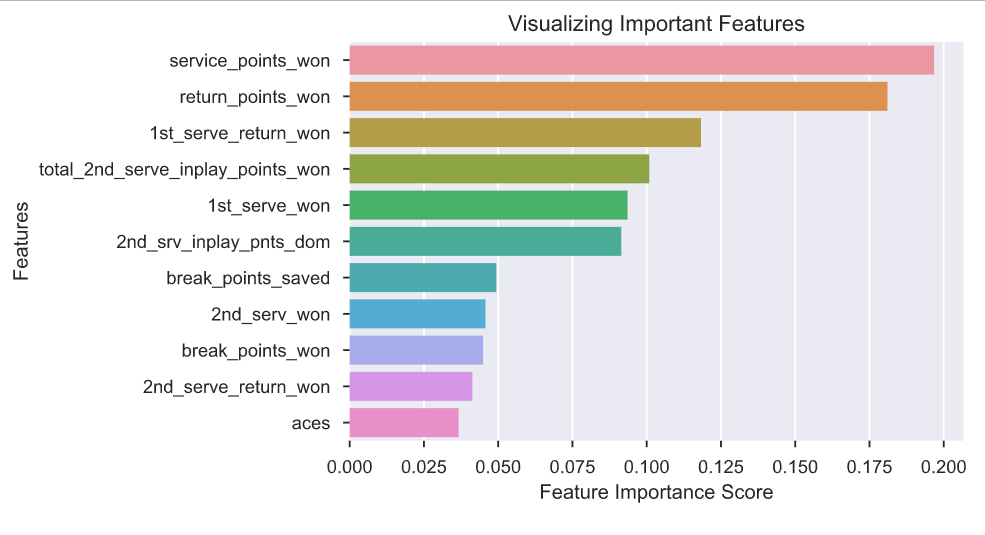 Visualizing Important Features
service_points_won
return_points_won
1st_serve_return_won
total_2nd_serve_inplay_points_won
1st_serve_won
2nd_srv_inplay_pnts_dom
break_points_saved
2nd_serv_won
break_points_won
2nd_serve_return_won
aces
Features
0.000 0.025 0.050 0.075 0.100 0.125 0.150 0.175 0.200
Feature Importance Score